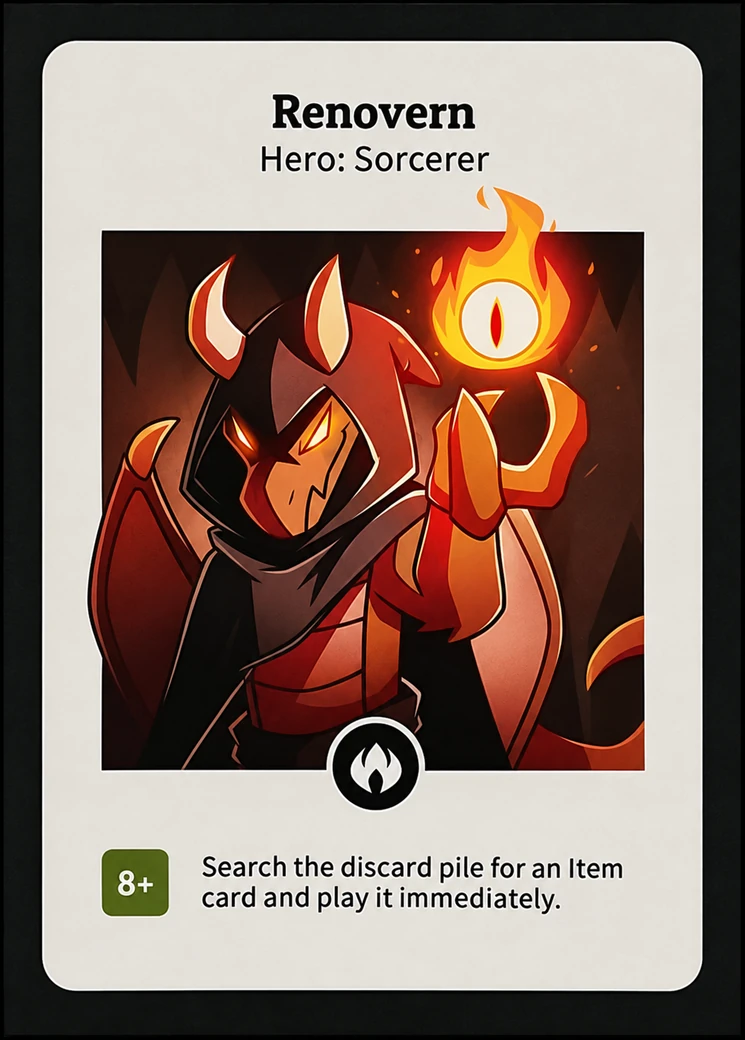 Renovern
Hero: Sorcerer
8+
Search the discard pile for an Item
card and play it immediately.